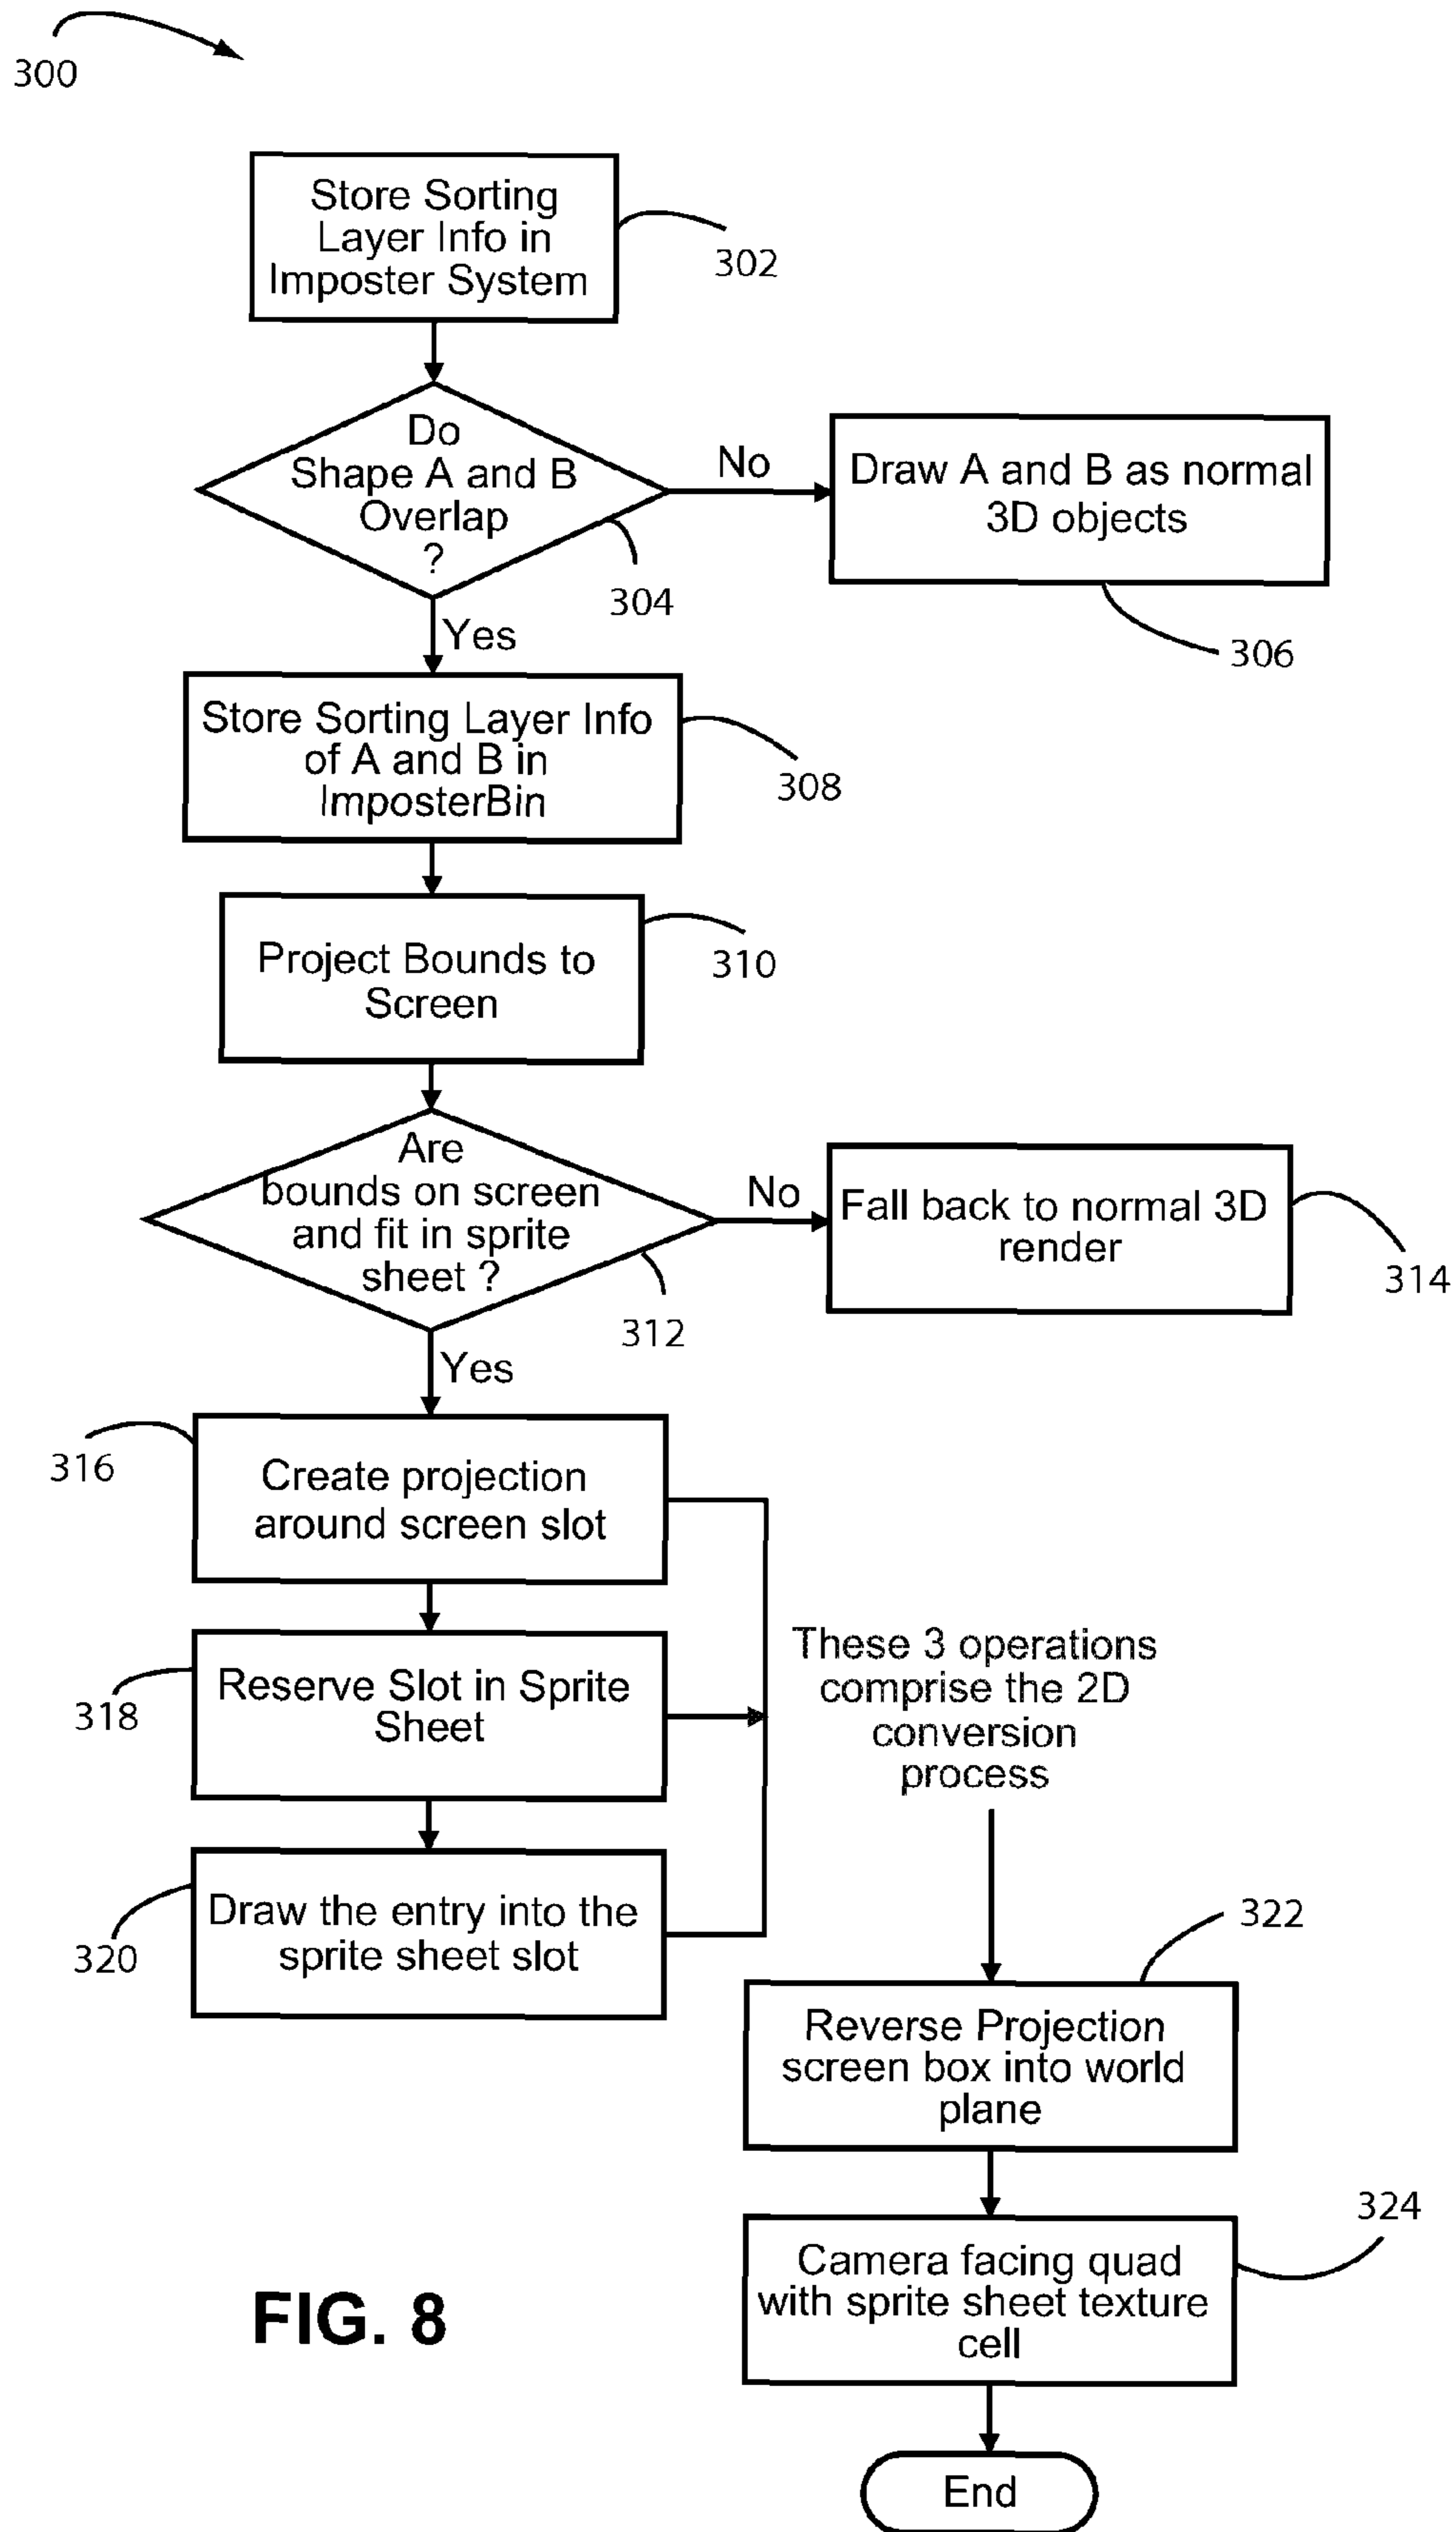 300
Store Sorting
Layer Info in
Imposter System
302
Do
Shape A and B
Overlap
?
304
No
Draw A and B as normal
3D objects
306
Yes
Store Sorting Layer Info
of A and B in
ImposterBin
308
Project Bounds to
Screen
310
Are
bounds on screen
and fit in sprite
sheet ?
312
No
Fall back to normal 3D
render
314
Yes
316
Create projection
around screen slot
318
Reserve Slot in Sprite
Sheet
These 3 operations
comprise the 2D
conversion
process
320
Draw the entry into the
sprite sheet slot
322
Reverse Projection
screen box into world
plane
324
Camera facing quad
with sprite sheet texture
cell
End
FIG. 8